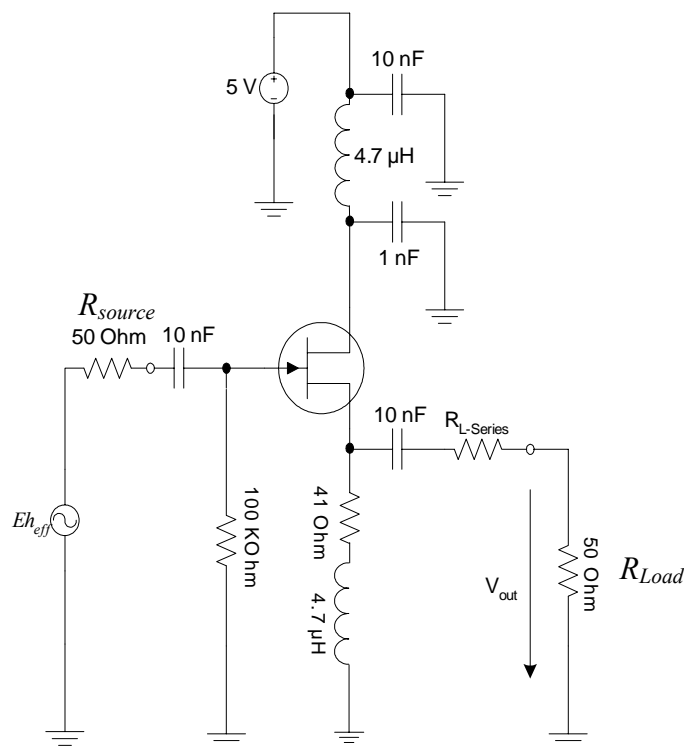 10 nF
5 V
+
−
4.7 µH
1 nF
R_source
50 Ohm
10 nF
10 nF
R_L-Series
Eh_eff
100 KOhm
41 Ohm
4.7 µH
V_out
50 Ohm
R_Load